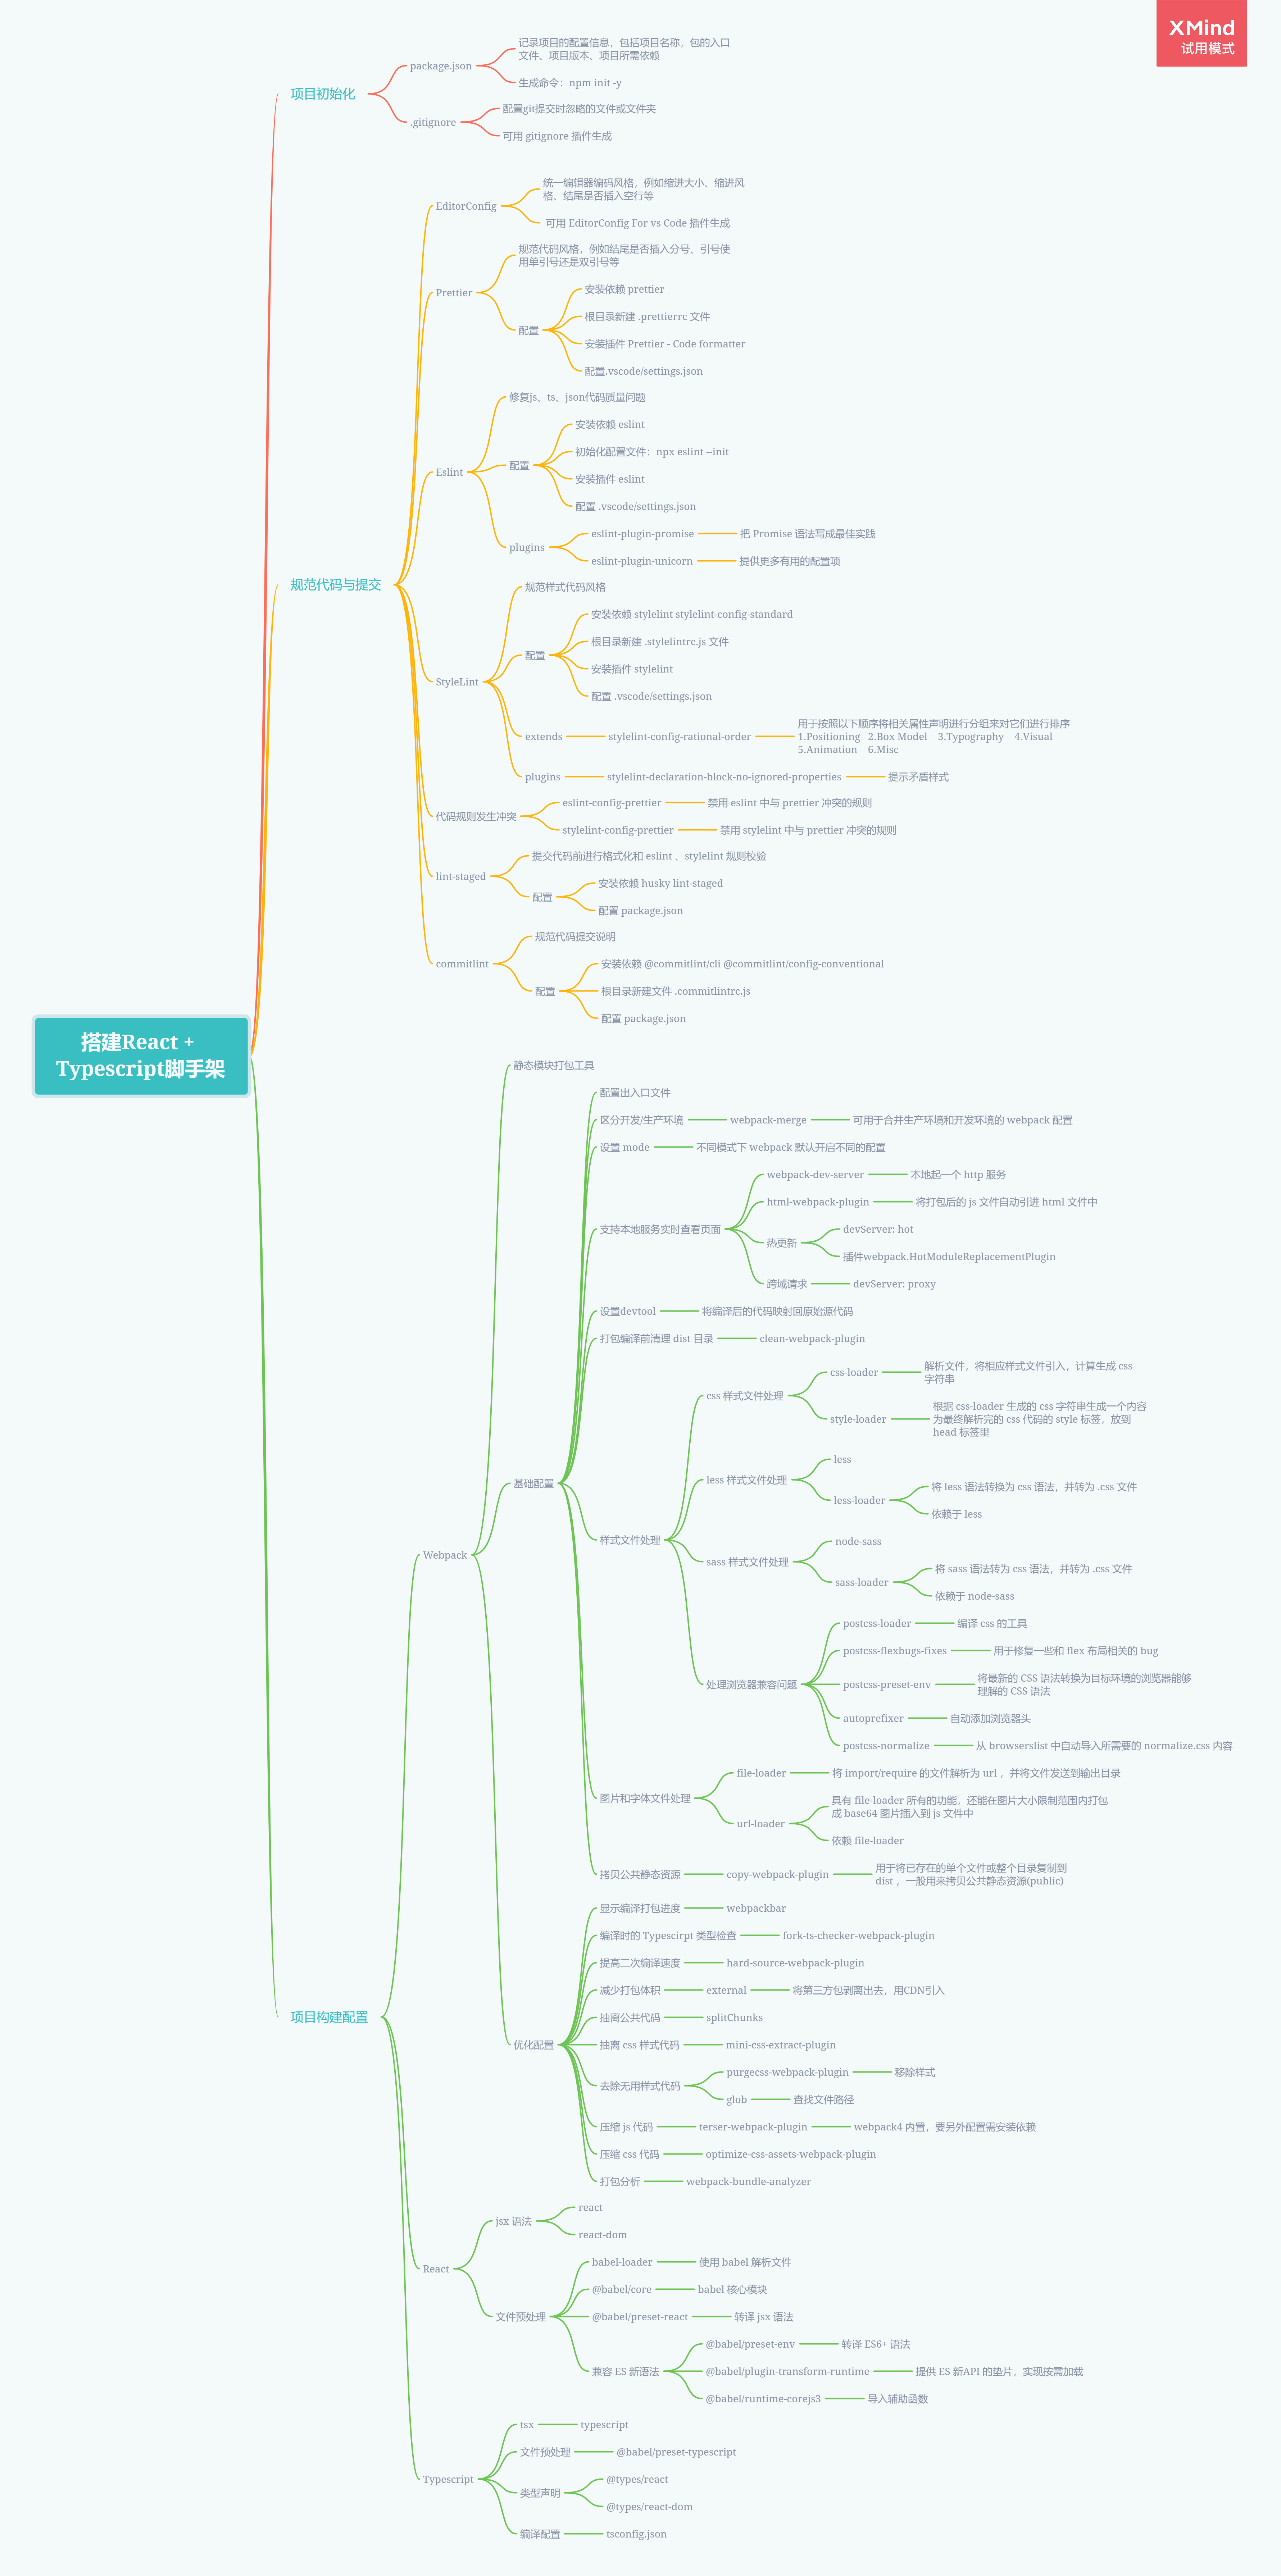 XMind
试用模式
搭建React +
Typescript脚手架
项目初始化
package.json
记录项目的配置信息，包括项目名称，包的入口
文件、项目版本、项目所需依赖
生成命令：npm init -y
.gitignore
配置git提交时忽略的文件或文件夹
可用 gitignore 插件生成
规范代码与提交
EditorConfig
统一编辑器编码风格，例如缩进大小、缩进风
格、结尾是否插入空行等
可用 EditorConfig For vs Code 插件生成
Prettier
规范代码风格，例如结尾是否插入分号、引号使
用单引号还是双引号等
配置
安装依赖 prettier
根目录新建 .prettierrc 文件
安装插件 Prettier - Code formatter
配置.vscode/settings.json
Eslint
修复js、ts、json代码质量问题
配置
安装依赖 eslint
初始化配置文件：npx eslint --init
安装插件 eslint
配置 .vscode/settings.json
plugins
eslint-plugin-promise
把 Promise 语法写成最佳实践
eslint-plugin-unicorn
提供更多有用的配置项
StyleLint
规范样式代码风格
配置
安装依赖 stylelint stylelint-config-standard
根目录新建 .stylelintrc.js 文件
安装插件 stylelint
配置 .vscode/settings.json
extends
stylelint-config-rational-order
用于按照以下顺序将相关属性声明进行分组来对它们进行排序
1.Positioning 2.Box Model 3.Typography 4.Visual
5.Animation 6.Misc
plugins
stylelint-declaration-block-no-ignored-properties
提示矛盾样式
代码规则发生冲突
eslint-config-prettier
禁用 eslint 中与 prettier 冲突的规则
stylelint-config-prettier
禁用 stylelint 中与 prettier 冲突的规则
lint-staged
提交代码前进行格式化和 eslint 、stylelint 规则校验
配置
安装依赖 husky lint-staged
配置 package.json
commitlint
规范代码提交说明
配置
安装依赖 @commitlint/cli @commitlint/config-conventional
根目录新建文件 .commitlintrc.js
配置 package.json
项目构建配置
Webpack
静态模块打包工具
基础配置
配置出入口文件
区分开发/生产环境
webpack-merge
可用于合并生产环境和开发环境的 webpack 配置
设置 mode
不同模式下 webpack 默认开启不同的配置
支持本地服务实时查看页面
webpack-dev-server
本地起一个 http 服务
html-webpack-plugin
将打包后的 js 文件自动引进 html 文件中
热更新
devServer: hot
插件webpack.HotModuleReplacementPlugin
跨域请求
devServer: proxy
设置devtool
将编译后的代码映射回原始源代码
打包编译前清理 dist 目录
clean-webpack-plugin
样式文件处理
css 样式文件处理
css-loader
解析文件，将相应样式文件引入，计算生成 css
字符串
style-loader
根据 css-loader 生成的 css 字符串生成一个内容
为最终解析完的 css 代码的 style 标签，放到
head 标签里
less 样式文件处理
less
less-loader
将 less 语法转换为 css 语法，并转为 .css 文件
依赖于 less
sass 样式文件处理
node-sass
sass-loader
将 sass 语法转为 css 语法，并转为 .css 文件
依赖于 node-sass
处理浏览器兼容问题
postcss-loader
编译 css 的工具
postcss-flexbugs-fixes
用于修复一些和 flex 布局相关的 bug
postcss-preset-env
将最新的 CSS 语法转换为目标环境的浏览器能够
理解的 CSS 语法
autoprefixer
自动添加浏览器头
postcss-normalize
从 browserslist 中自动导入所需要的 normalize.css 内容
图片和字体文件处理
file-loader
将 import/require 的文件解析为 url ，并将文件发送到输出目录
url-loader
具有 file-loader 所有的功能，还能在图片大小限制范围内打包
成 base64 图片插入到 js 文件中
依赖 file-loader
拷贝公共静态资源
copy-webpack-plugin
用于将已存在的单个文件或整个目录复制到
dist ，一般用来拷贝公共静态资源(public)
优化配置
显示编译打包进度
webpackbar
编译时的 Typescirpt 类型检查
fork-ts-checker-webpack-plugin
提高二次编译速度
hard-source-webpack-plugin
减少打包体积
external
将第三方包剥离出去，用CDN引入
抽离公共代码
splitChunks
抽离 css 样式代码
mini-css-extract-plugin
去除无用样式代码
purgecss-webpack-plugin
移除样式
glob
查找文件路径
压缩 js 代码
terser-webpack-plugin
webpack4 内置，要另外配置需安装依赖
压缩 css 代码
optimize-css-assets-webpack-plugin
打包分析
webpack-bundle-analyzer
React
jsx 语法
react
react-dom
文件预处理
babel-loader
使用 babel 解析文件
@babel/core
babel 核心模块
@babel/preset-react
转译 jsx 语法
兼容 ES 新语法
@babel/preset-env
转译 ES6+ 语法
@babel/plugin-transform-runtime
提供 ES 新API 的垫片，实现按需加载
@babel/runtime-corejs3
导入辅助函数
Typescript
tsx
typescript
文件预处理
@babel/preset-typescript
类型声明
@types/react
@types/react-dom
编译配置
tsconfig.json